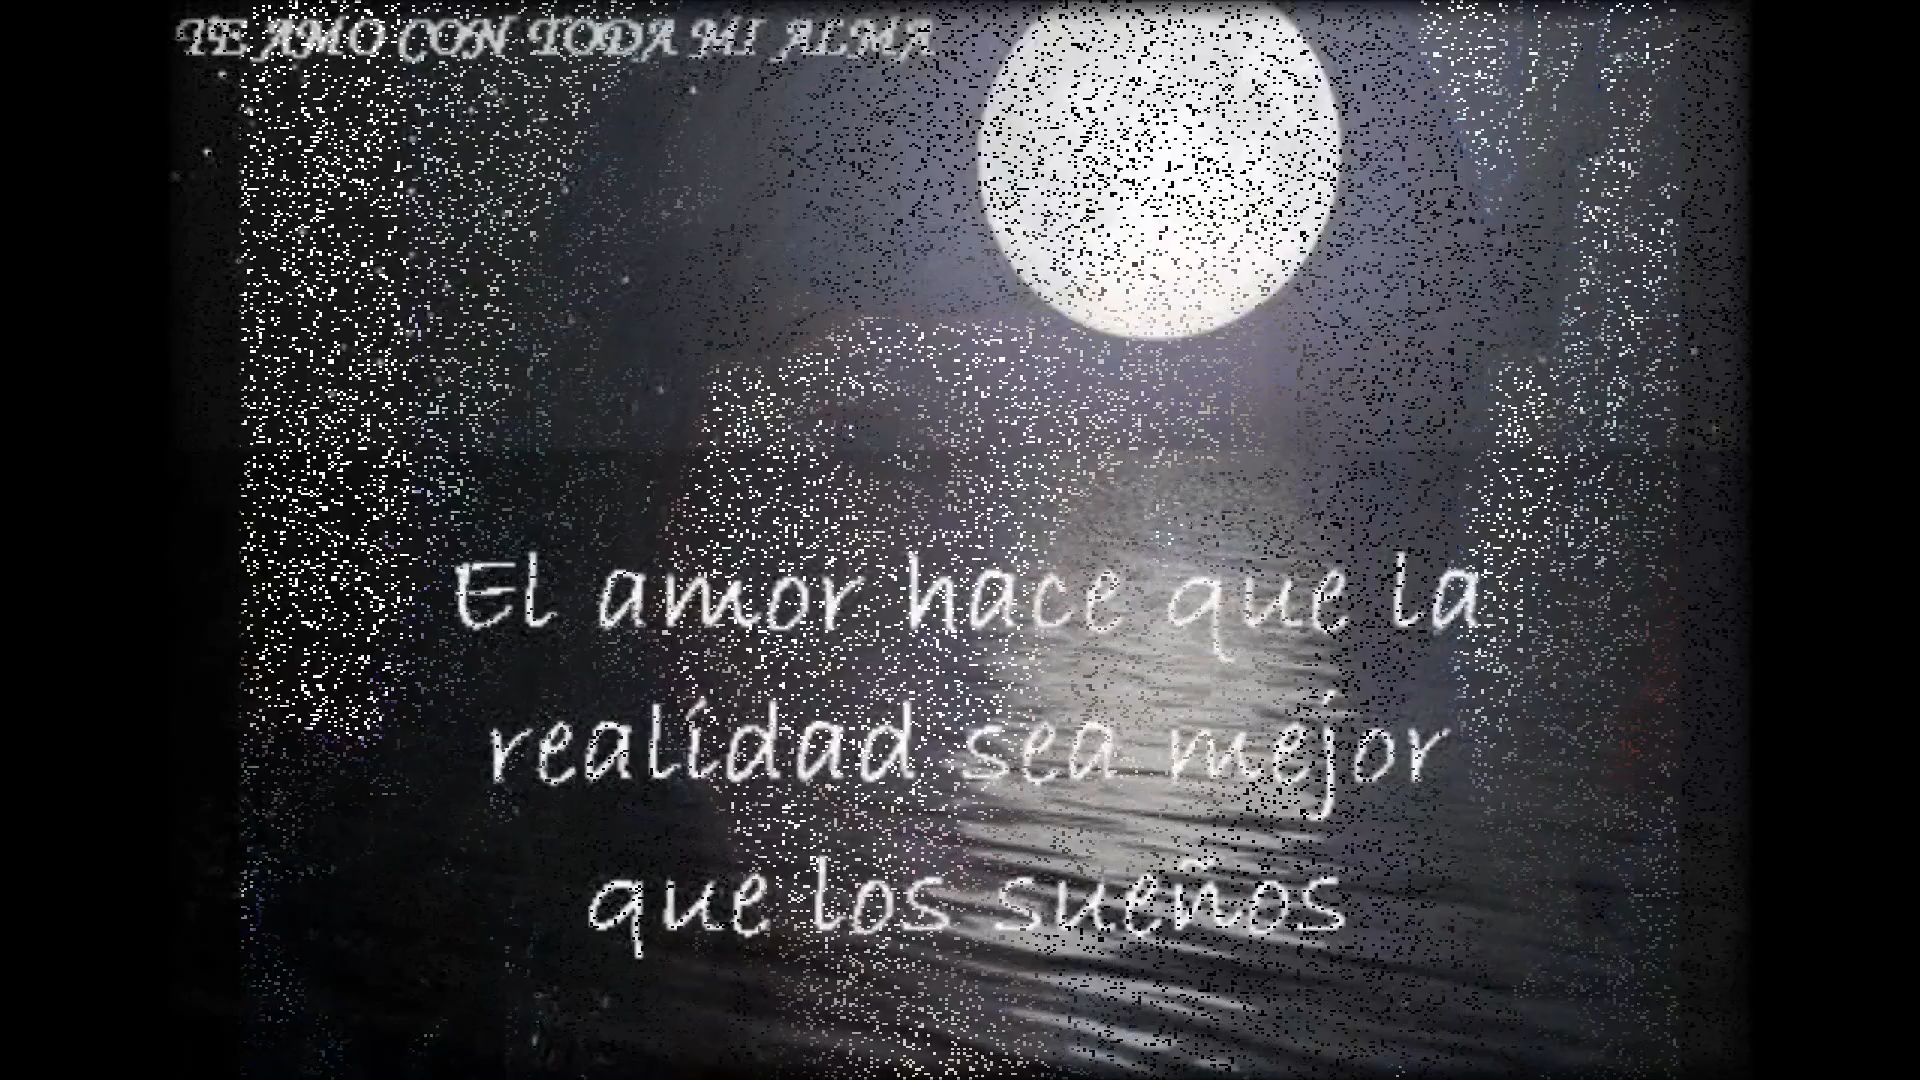 TE AMO CON TODA MI ALMA
El amor hace que la
realidad sea mejor
que los sueños